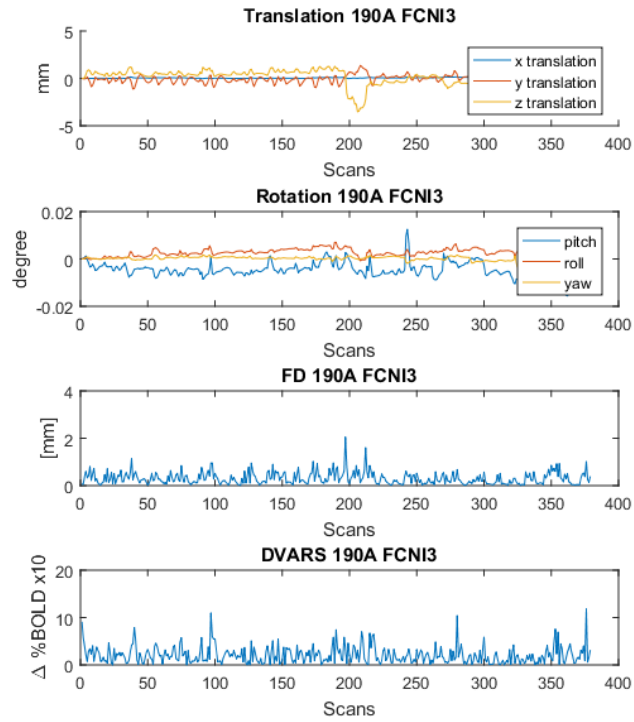 Translation 190A FCNI3
5
0
-5
mm
x translation
y translation
z translation
0 50 100 150 200 250 300 350 400
Scans
Rotation 190A FCNI3
0.02
0
-0.02
degree
pitch
roll
yaw
0 50 100 150 200 250 300 350 400
Scans
FD 190A FCNI3
4
2
0
[mm]
0 50 100 150 200 250 300 350 400
Scans
DVARS 190A FCNI3
20
10
0
Δ %BOLD x10
0 50 100 150 200 250 300 350 400
Scans